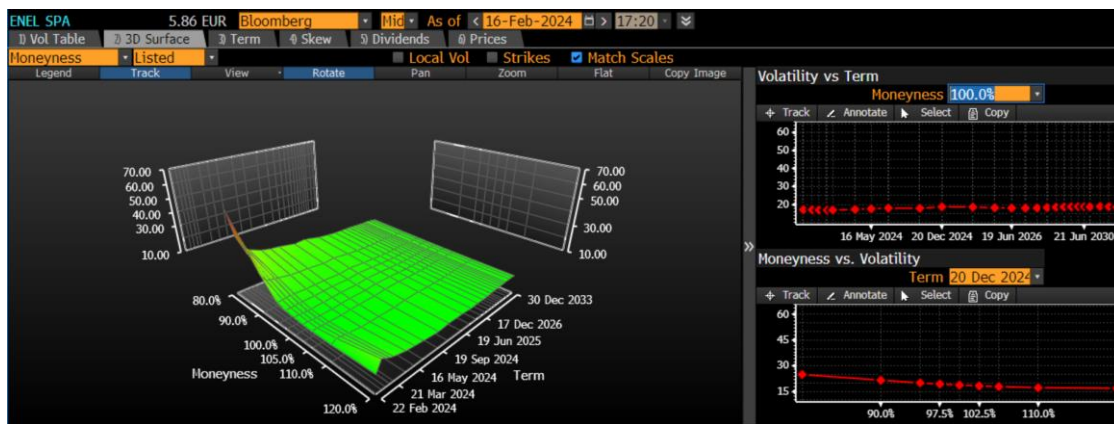 ENEL SPA 5.86 EUR Bloomberg Mid As of < 16-Feb-2024 > 17:20
1) Vol Table 2) 3D Surface 3) Term 4) Skew 5) Dividends 6) Prices
Moneyness Listed Local Vol Strikes Match Scales
Legend Track View Rotate Pan Zoom Flat Copy Image
70.00
60.00
50.00
40.00
30.00
10.00
70.00
60.00
50.00
30.00
10.00
80.0%
90.0%
100.0%
105.0%
110.0%
120.0%
Moneyness
30 Dec 2033
17 Dec 2026
19 Jun 2025
19 Sep 2024
16 May 2024
21 Mar 2024
22 Feb 2024
Term
»
Volatility vs Term
Moneyness 100.0%
Track Annotate Select Copy
60
50
40
30
20
16 May 2024 20 Dec 2024 19 Jun 2026 21 Jun 2030
Moneyness vs. Volatility
Term 20 Dec 2024
Track Annotate Select Copy
60
45
30
15
90.0% 97.5% 102.5% 110.0%